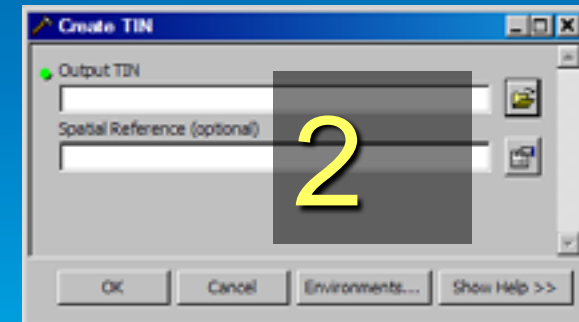 Create TIN
Output TIN
Spatial Reference (optional)
2
OK Cancel Environments... Show Help >>